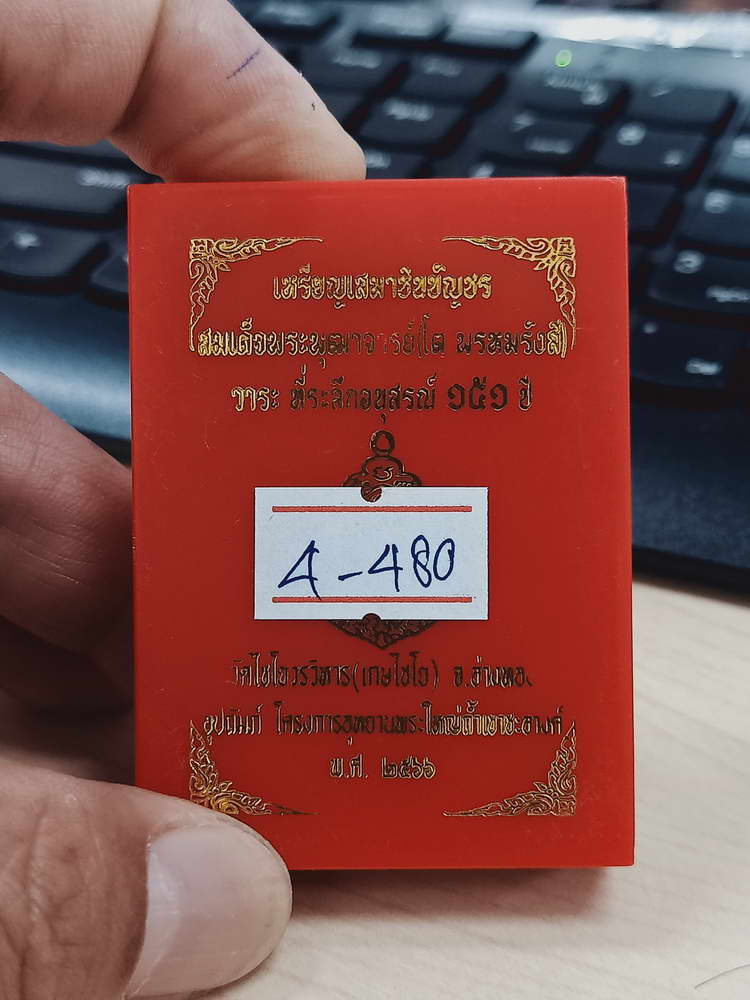 เหรียญเสมาชินบัญชร
สมเด็จพระพุฒาจารย์(โต พรหมรังสี)
วาระ ที่ระลึกอนุสรณ์ ๑๕๑ ปี
4-480
วัดไชโยวรวิหาร(เกษไชโย) จ.อ่างทอง
อุปถัมภ์ โครงการอุทยานพระใหญ่ถ้ำเขาชะอางค์
พ.ศ. ๒๕๖๖